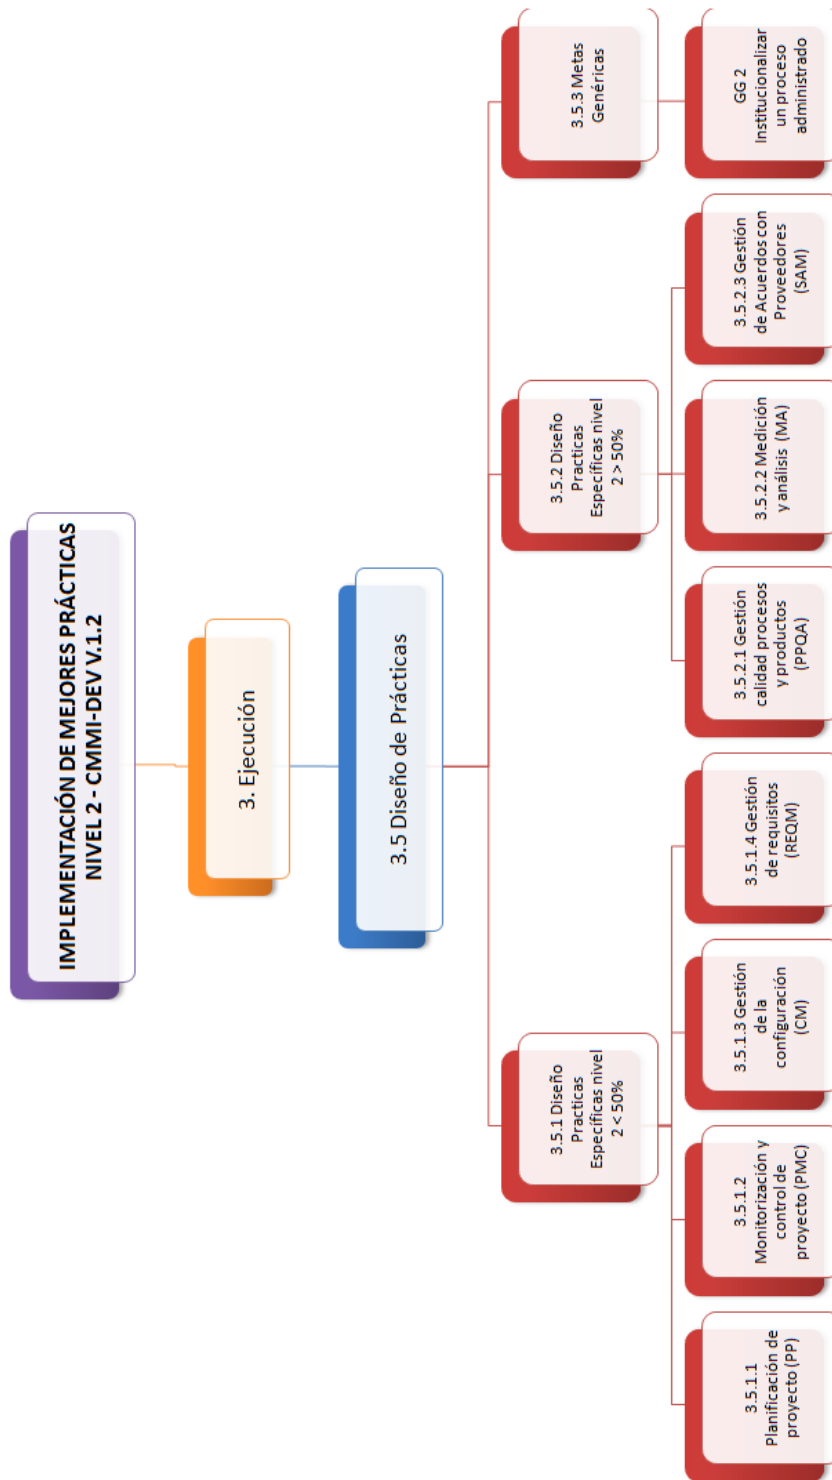 IMPLEMENTACIÓN DE MEJORES PRÁCTICAS
NIVEL 2 - CMMI-DEV V.1.2
3. Ejecución
3.5 Diseño de Prácticas
3.5.1 Diseño
Practicas
Específicas nivel
2 < 50%
3.5.2 Diseño
Practicas
Específicas nivel
2 > 50%
3.5.3 Metas
Genéricas
3.5.1.1
Planificación de
proyecto (PP)
3.5.1.2
Monitorización y
control de
proyecto (PMC)
3.5.1.3 Gestión
de la
configuración
(CM)
3.5.1.4 Gestión
de requisitos
(REQM)
3.5.2.1 Gestión
calidad procesos
y productos
(PPQA)
3.5.2.2 Medición
y análisis (MA)
3.5.2.3 Gestión
de Acuerdos con
Proveedores
(SAM)
GG 2
Institucionalizar
un proceso
administrado